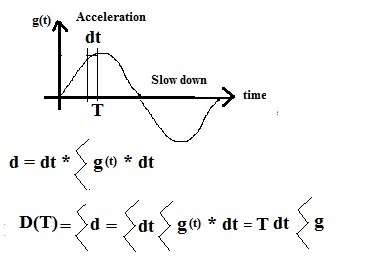 g(t) Acceleration
dt
Slow down
time
T
d = dt * ∑ g(t) * dt
D(T)= ∑ d = ∑ dt ∑ g(t) * dt = T dt ∑ g